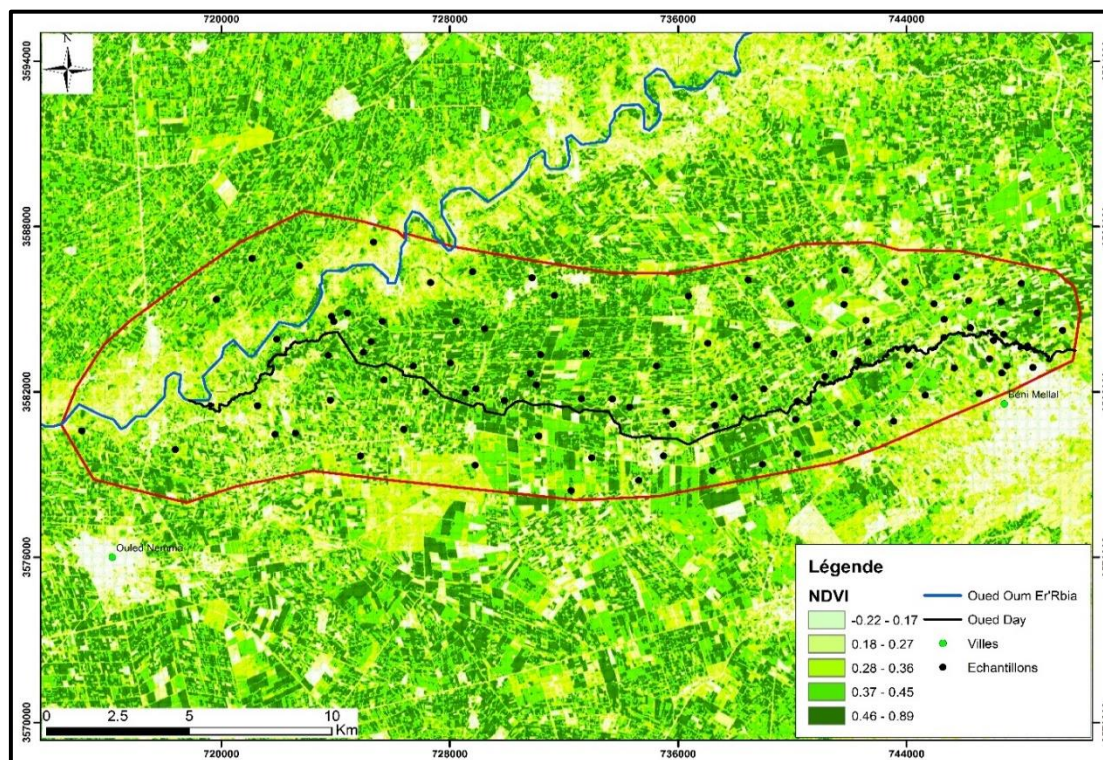 720000 728000 736000 744000
N
3594000
3588000
3582000
3576000
3570000
Beni Mellal
Ouled Nemma
Légende
NDVI
-0.22 - 0.17
0.18 - 0.27
0.28 - 0.36
0.37 - 0.45
0.46 - 0.89
Oued Oum Er'Rbia
Oued Day
Villes
Echantillons
0 2.5 5 10
Km
720000 728000 736000 744000